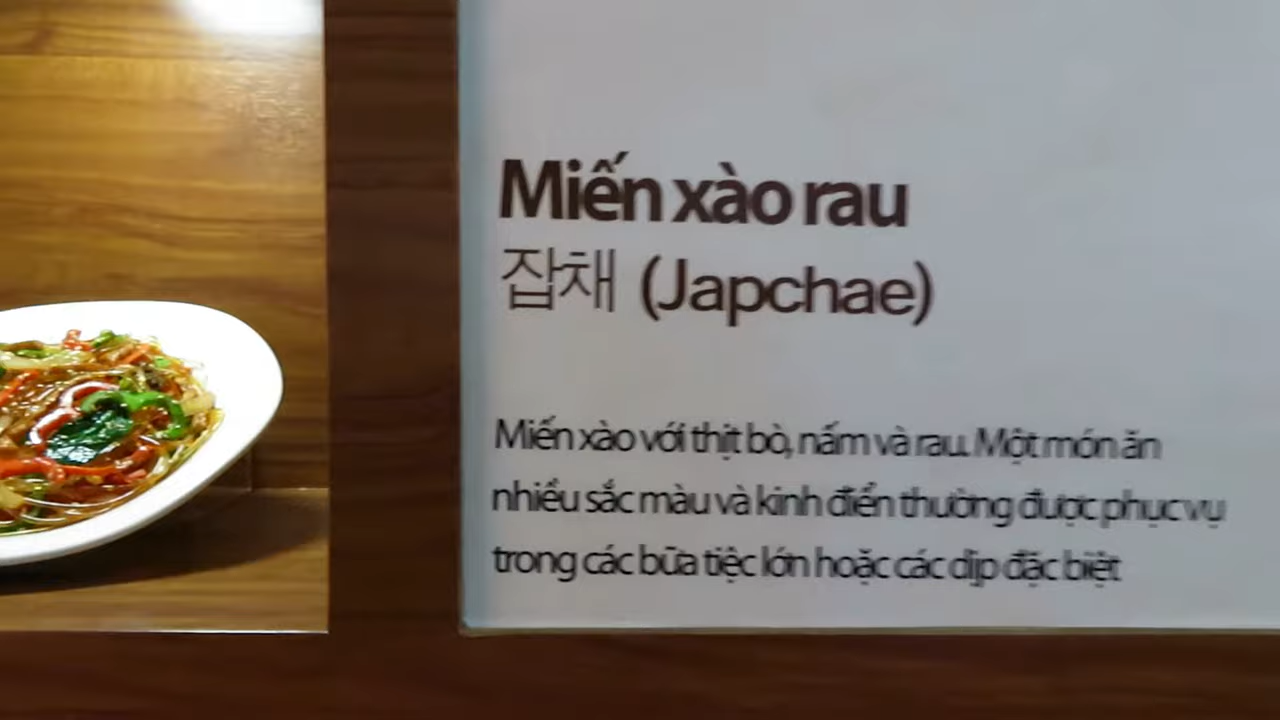 Miến xào rau
잡채 (Japchae)
Miến xào với thịt bò, nấm và rau. Một món ăn
nhiều sắc màu và kinh điển thường được phục vụ
trong các bữa tiệc lớn hoặc các dịp đặc biệt